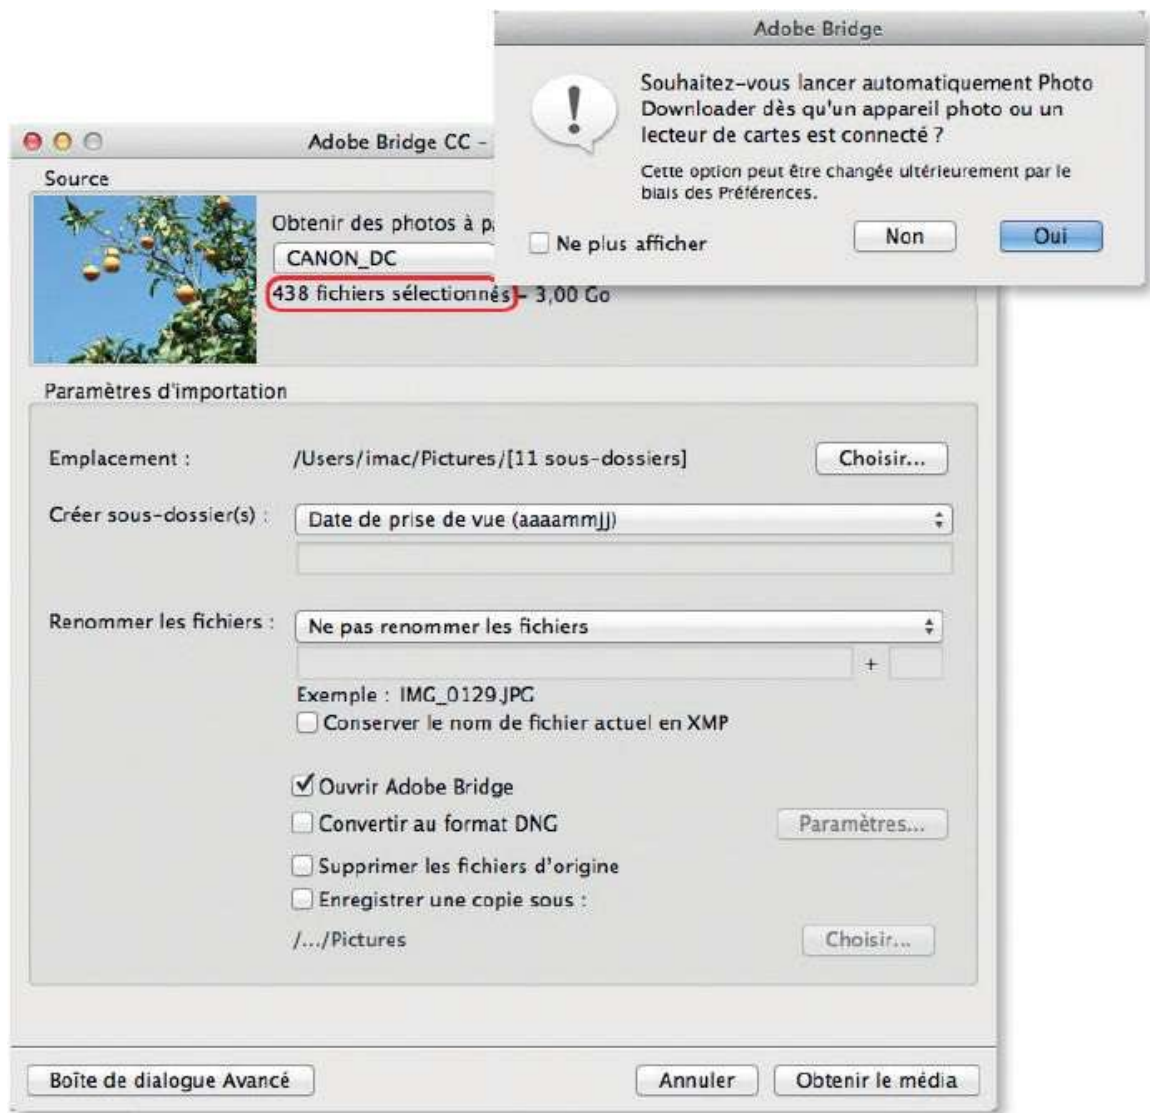 Adobe Bridge
Souhaitez-vous lancer automatiquement Photo
Downloader dès qu'un appareil photo ou un
lecteur de cartes est connecté ?
Cette option peut être changée ultérieurement par le
biais des Préférences.
Ne plus afficher
Non
Oui
Adobe Bridge CC -
Source
Obtenir des photos à
CANON_DC
438 fichiers sélectionnés - 3,00 Go
Paramètres d'importation
Emplacement :
/Users/imac/Pictures/[11 sous-dossiers]
Choisir...
Créer sous-dossier(s) :
Date de prise de vue (aaaammjj)
Renommer les fichiers :
Ne pas renommer les fichiers
+
Exemple : IMG_0129.JPG
Conserver le nom de fichier actuel en XMP
Ouvrir Adobe Bridge
Convertir au format DNG
Paramètres...
Supprimer les fichiers d'origine
Enregistrer une copie sous :
/.../Pictures
Choisir...
Boîte de dialogue Avancé
Annuler
Obtenir le média